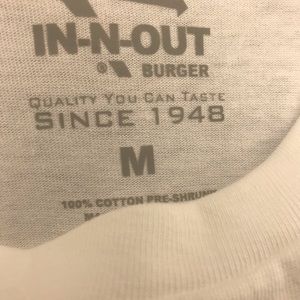 IN-N-OUT
® BURGER
QUALITY YOU CAN TASTE
SINCE 1948
M
100% COTTON PRE-SHRUNK